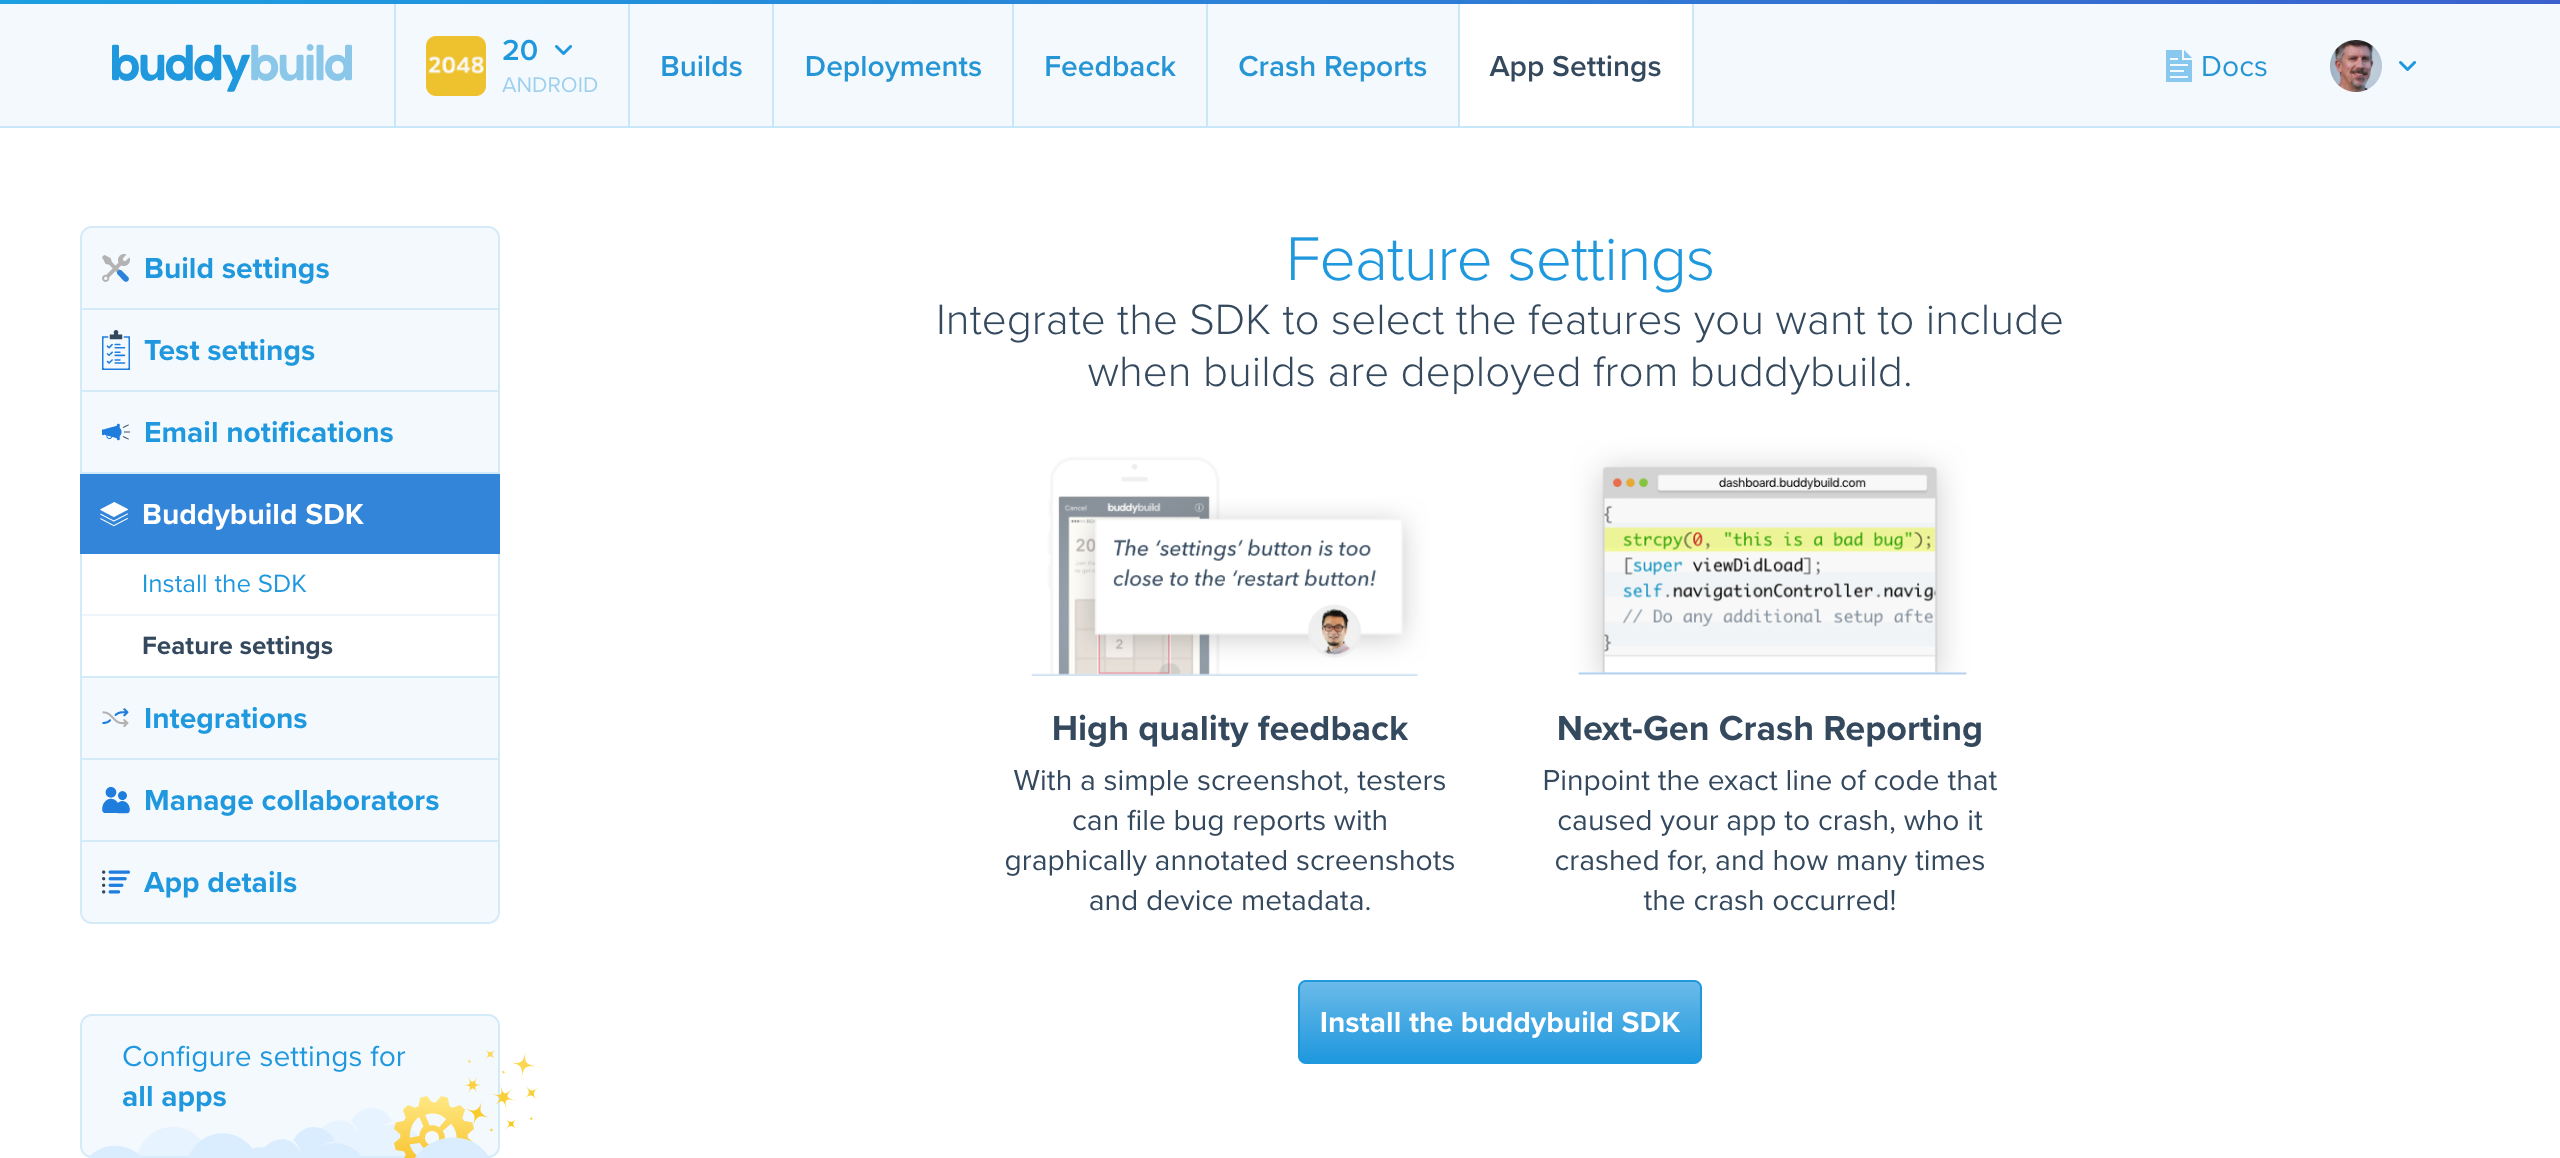 buddybuild
2048
20
ANDROID
Builds
Deployments
Feedback
Crash Reports
App Settings
Docs
Build settings
Test settings
Email notifications
Buddybuild SDK
Install the SDK
Feature settings
Integrations
Manage collaborators
App details
Configure settings for
all apps
Feature settings
Integrate the SDK to select the features you want to include
when builds are deployed from buddybuild.
Cancel
buddybuild
20
The ‘settings’ button is too
close to the ‘restart button!
2
dashboard.buddybuild.com
{
strcpy(0, "this is a bad bug");
[super viewDidLoad];
self.navigationController.navig
// Do any additional setup afte
}
High quality feedback
With a simple screenshot, testers
can file bug reports with
graphically annotated screenshots
and device metadata.
Next-Gen Crash Reporting
Pinpoint the exact line of code that
caused your app to crash, who it
crashed for, and how many times
the crash occurred!
Install the buddybuild SDK